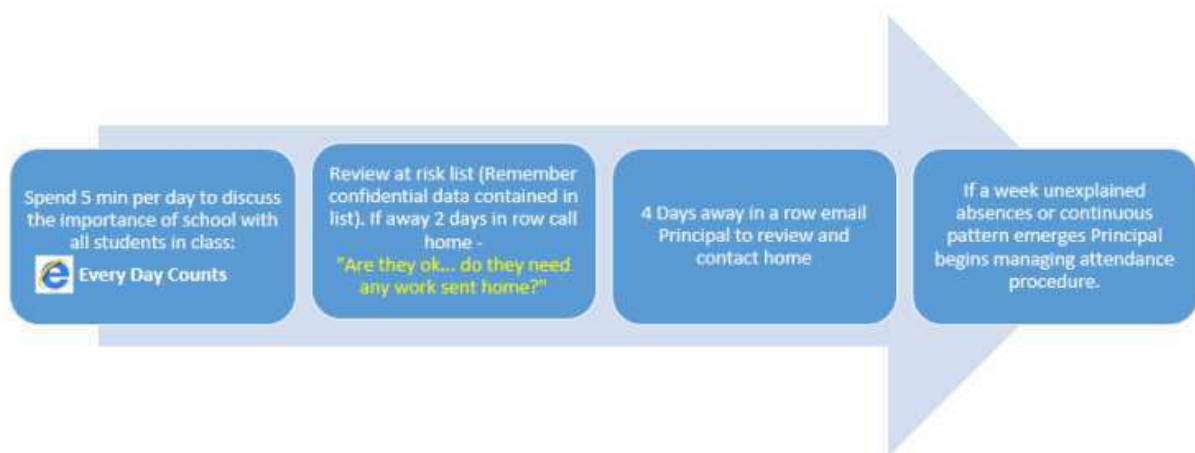 Spend 5 min per day to discuss
the importance of school with
all students in class:
Every Day Counts
Review at risk list (Remember
confidential data contained in
list). If away 2 days in row call
home -
"Are they ok... do they need
any work sent home?"
4 Days away in a row email
Principal to review and
contact home
If a week unexplained
absences or continuous
pattern emerges Principal
begins managing attendance
procedure.